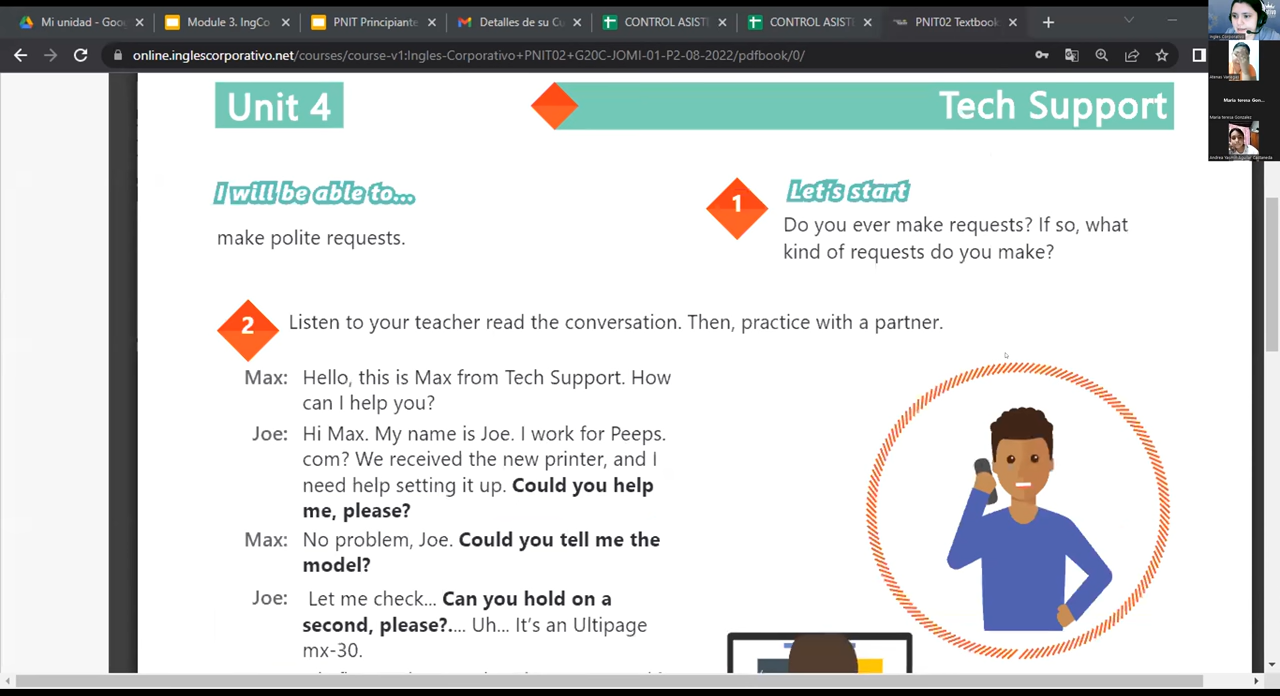 Mi unidad - Goo
Module 3. IngCo
PNIT Principiante
Detalles de su Cu
CONTROL ASIST
CONTROL ASIST
PNIT02 Textbook
online.inglescorporativo.net/courses/course-v1:Ingles-Corporativo+PNIT02+G20C-JOMI-01-P2-08-2022/pdfbook/0/
Maria teresa Gon...
Maria teresa González
Unit 4
Tech Support
I will be able to...
make polite requests.
1
Let's start
Do you ever make requests? If so, what
kind of requests do you make?
2
Listen to your teacher read the conversation. Then, practice with a partner.
Max: Hello, this is Max from Tech Support. How
can I help you?
Joe: Hi Max. My name is Joe. I work for Peeps.
com? We received the new printer, and I
need help setting it up. Could you help
me, please?
Max: No problem, Joe. Could you tell me the
model?
Joe: Let me check... Can you hold on a
second, please?.... Uh... It's an Ultipage
mx-30.